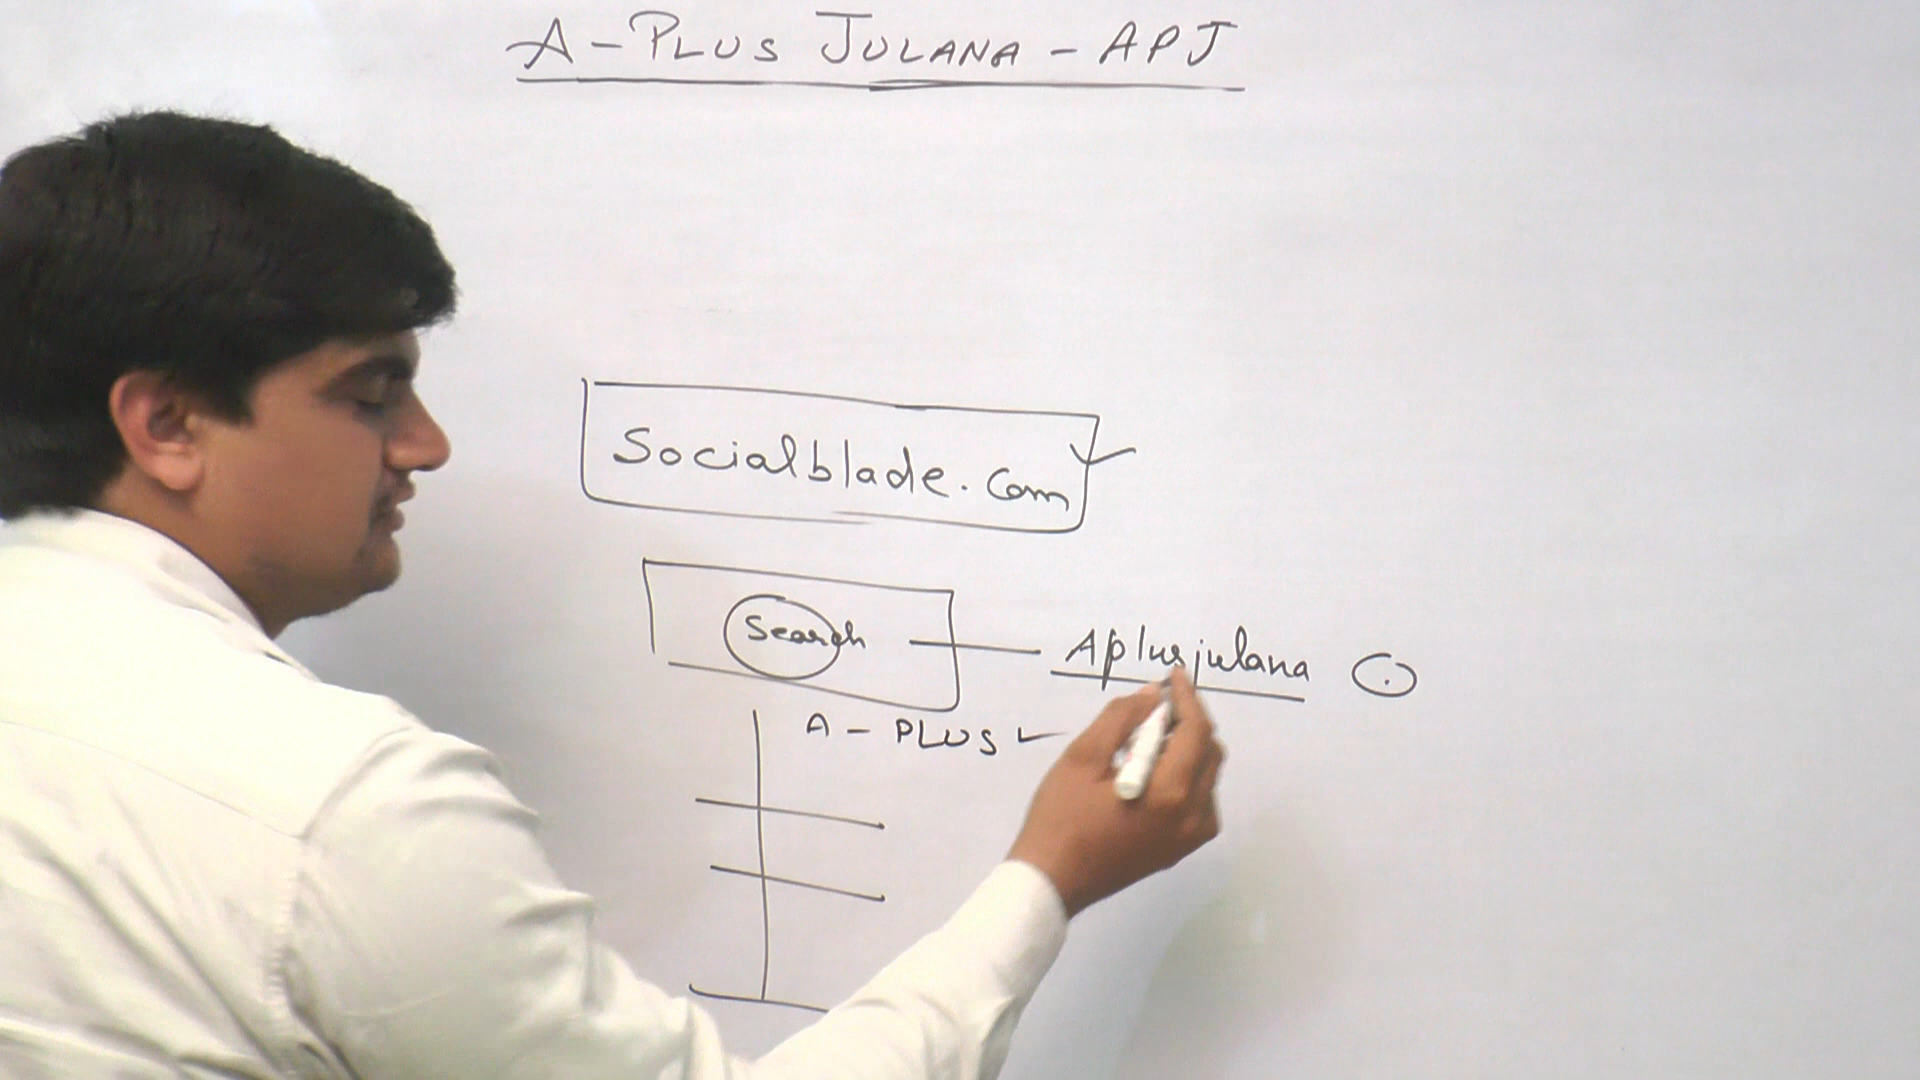 A - PLUS JULANA - APJ
Socialblade.com
Search
Aplusjulana
A - PLUS